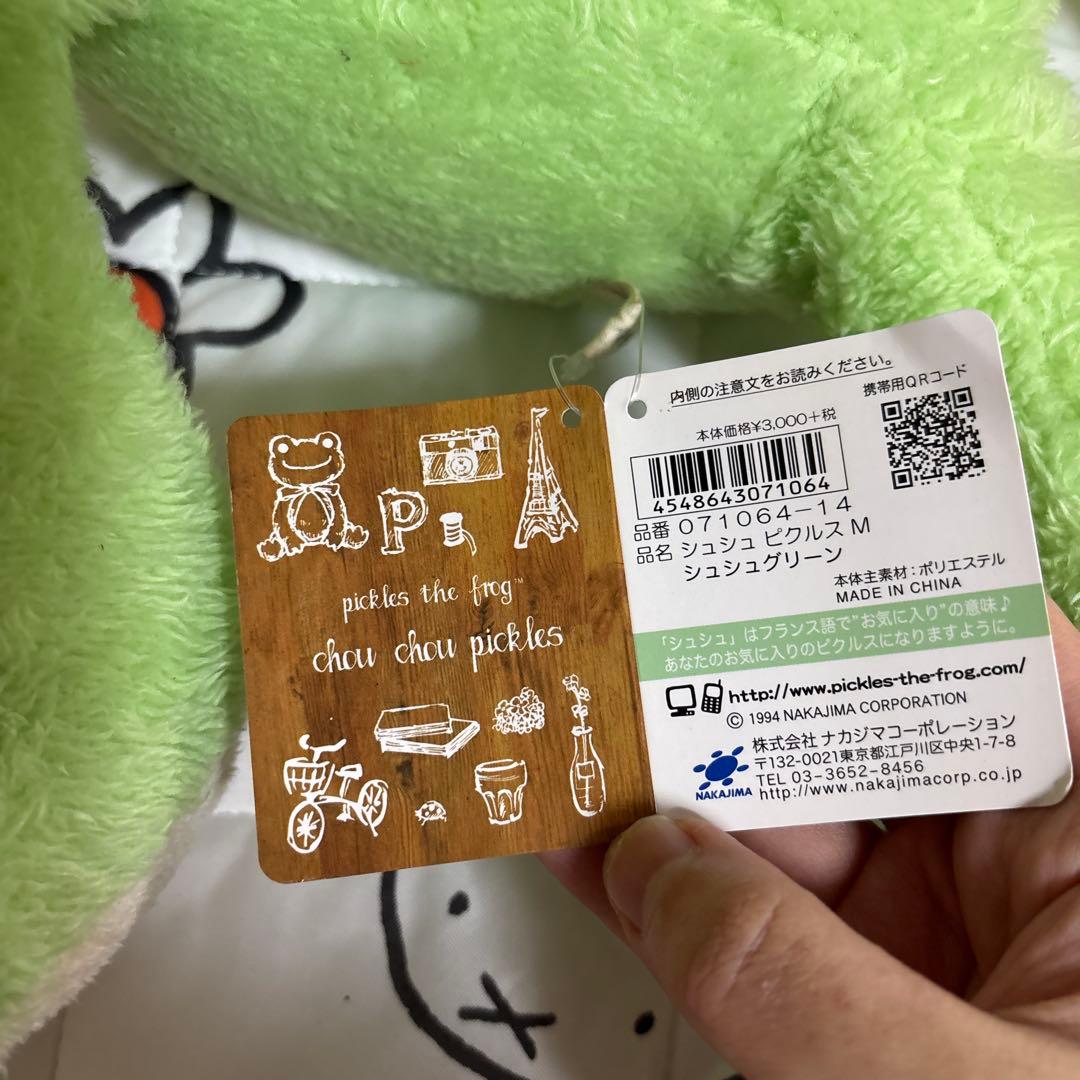 P
pickles the frog™
chou chou pickles
内側の注意文をお読みください。
携帯用QRコード
本体価格¥3,000+税
4548643071064
品番 071064-14
品名 シュシュ ピクルス M
シュシュグリーン
本体主素材:ポリエステル
MADE IN CHINA
「シュシュ」はフランス語で"お気に入り"の意味♪
あなたのお気に入りのピクルスになりますように。
http://www.pickles-the-frog.com/
© 1994 NAKAJIMA CORPORATION
株式会社 ナカジマコーポレーション
〒132-0021東京都江戸川区中央1-7-8
TEL 03-3652-8456
http://www.nakajimacorp.co.jp
NAKAJIMA